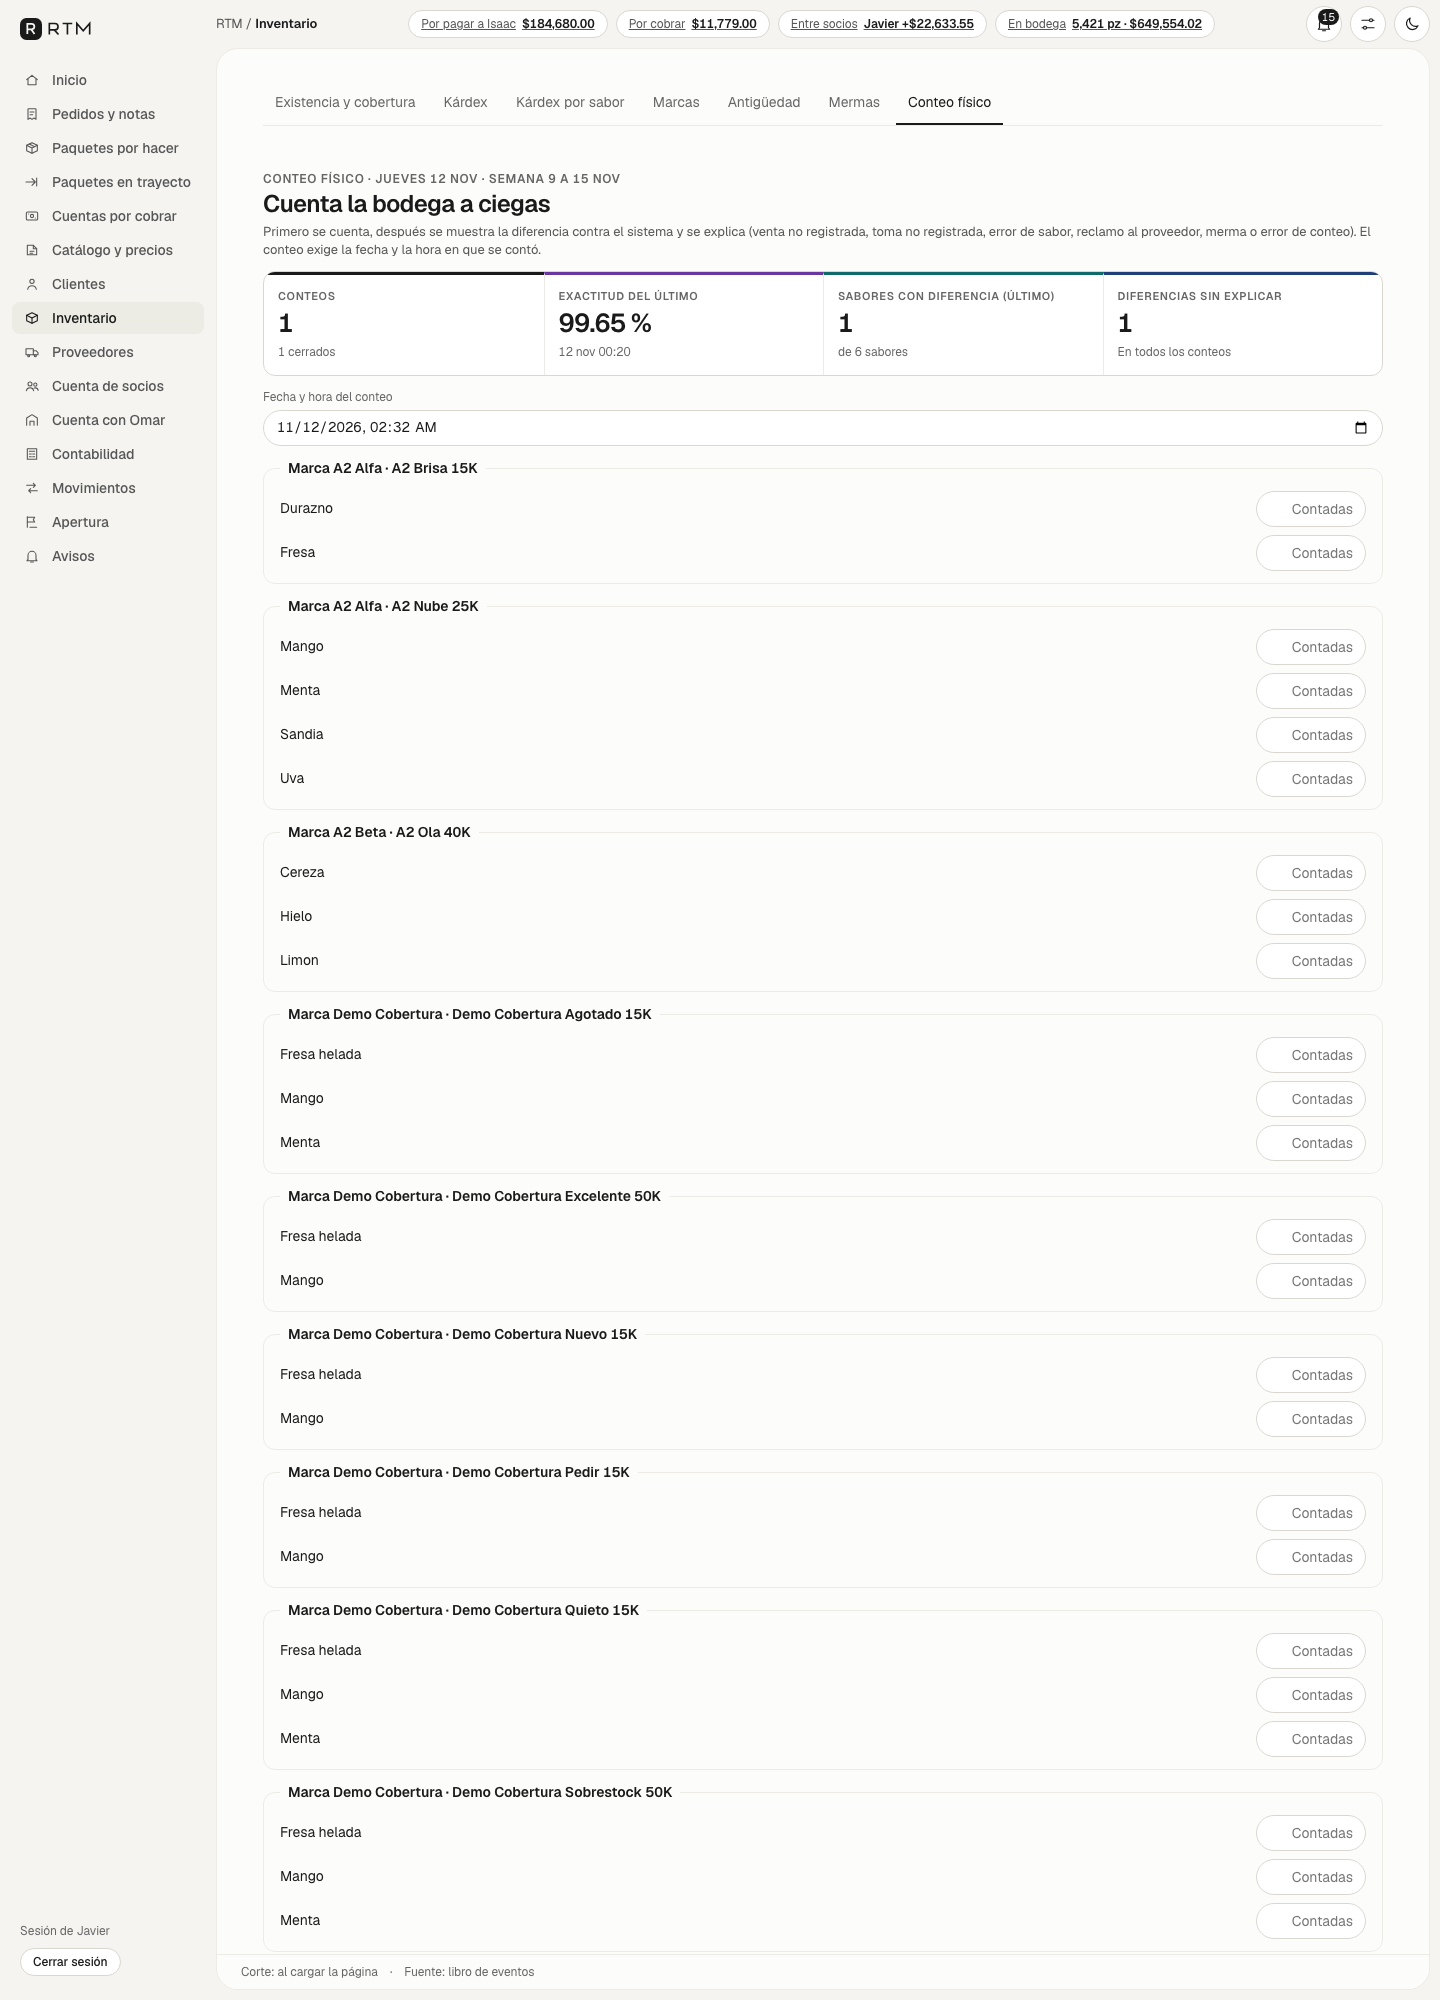 R RTM
RTM / Inventario
Por pagar a Isaac $184,680.00
Por cobrar $11,779.00
Entre socios Javier +$22,633.55
En bodega 5,421 pz · $649,554.02
15
Inicio
Pedidos y notas
Paquetes por hacer
Paquetes en trayecto
Cuentas por cobrar
Catálogo y precios
Clientes
Inventario
Proveedores
Cuenta de socios
Cuenta con Omar
Contabilidad
Movimientos
Apertura
Avisos
Sesión de Javier
Cerrar sesión
Existencia y cobertura Kárdex Kárdex por sabor Marcas Antigüedad Mermas Conteo físico
CONTEO FÍSICO · JUEVES 12 NOV · SEMANA 9 A 15 NOV
Cuenta la bodega a ciegas
Primero se cuenta, después se muestra la diferencia contra el sistema y se explica (venta no registrada, toma no registrada, error de sabor, reclamo al proveedor, merma o error de conteo). El
conteo exige la fecha y la hora en que se contó.
CONTEOS
1
1 cerrados
EXACTITUD DEL ÚLTIMO
99.65 %
12 nov 00:20
SABORES CON DIFERENCIA (ÚLTIMO)
1
de 6 sabores
DIFERENCIAS SIN EXPLICAR
1
En todos los conteos
Fecha y hora del conteo
11/12/2026, 02:32 AM
Marca A2 Alfa · A2 Brisa 15K
Durazno Contadas
Fresa Contadas
Marca A2 Alfa · A2 Nube 25K
Mango Contadas
Menta Contadas
Sandia Contadas
Uva Contadas
Marca A2 Beta · A2 Ola 40K
Cereza Contadas
Hielo Contadas
Limon Contadas
Marca Demo Cobertura · Demo Cobertura Agotado 15K
Fresa helada Contadas
Mango Contadas
Menta Contadas
Marca Demo Cobertura · Demo Cobertura Excelente 50K
Fresa helada Contadas
Mango Contadas
Marca Demo Cobertura · Demo Cobertura Nuevo 15K
Fresa helada Contadas
Mango Contadas
Marca Demo Cobertura · Demo Cobertura Pedir 15K
Fresa helada Contadas
Mango Contadas
Marca Demo Cobertura · Demo Cobertura Quieto 15K
Fresa helada Contadas
Mango Contadas
Menta Contadas
Marca Demo Cobertura · Demo Cobertura Sobrestock 50K
Fresa helada Contadas
Mango Contadas
Menta Contadas
Corte: al cargar la página · Fuente: libro de eventos